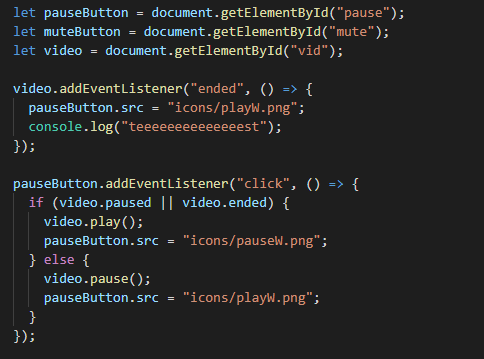 let pauseButton = document.getElementById("pause");
let muteButton = document.getElementById("mute");
let video = document.getElementById("vid");

video.addEventListener("ended", () => {
  pauseButton.src = "icons/playW.png";
  console.log("teeeeeeeeeeeeeest");
});

pauseButton.addEventListener("click", () => {
  if (video.paused || video.ended) {
    video.play();
    pauseButton.src = "icons/pauseW.png";
  } else {
    video.pause();
    pauseButton.src = "icons/playW.png";
  }
});